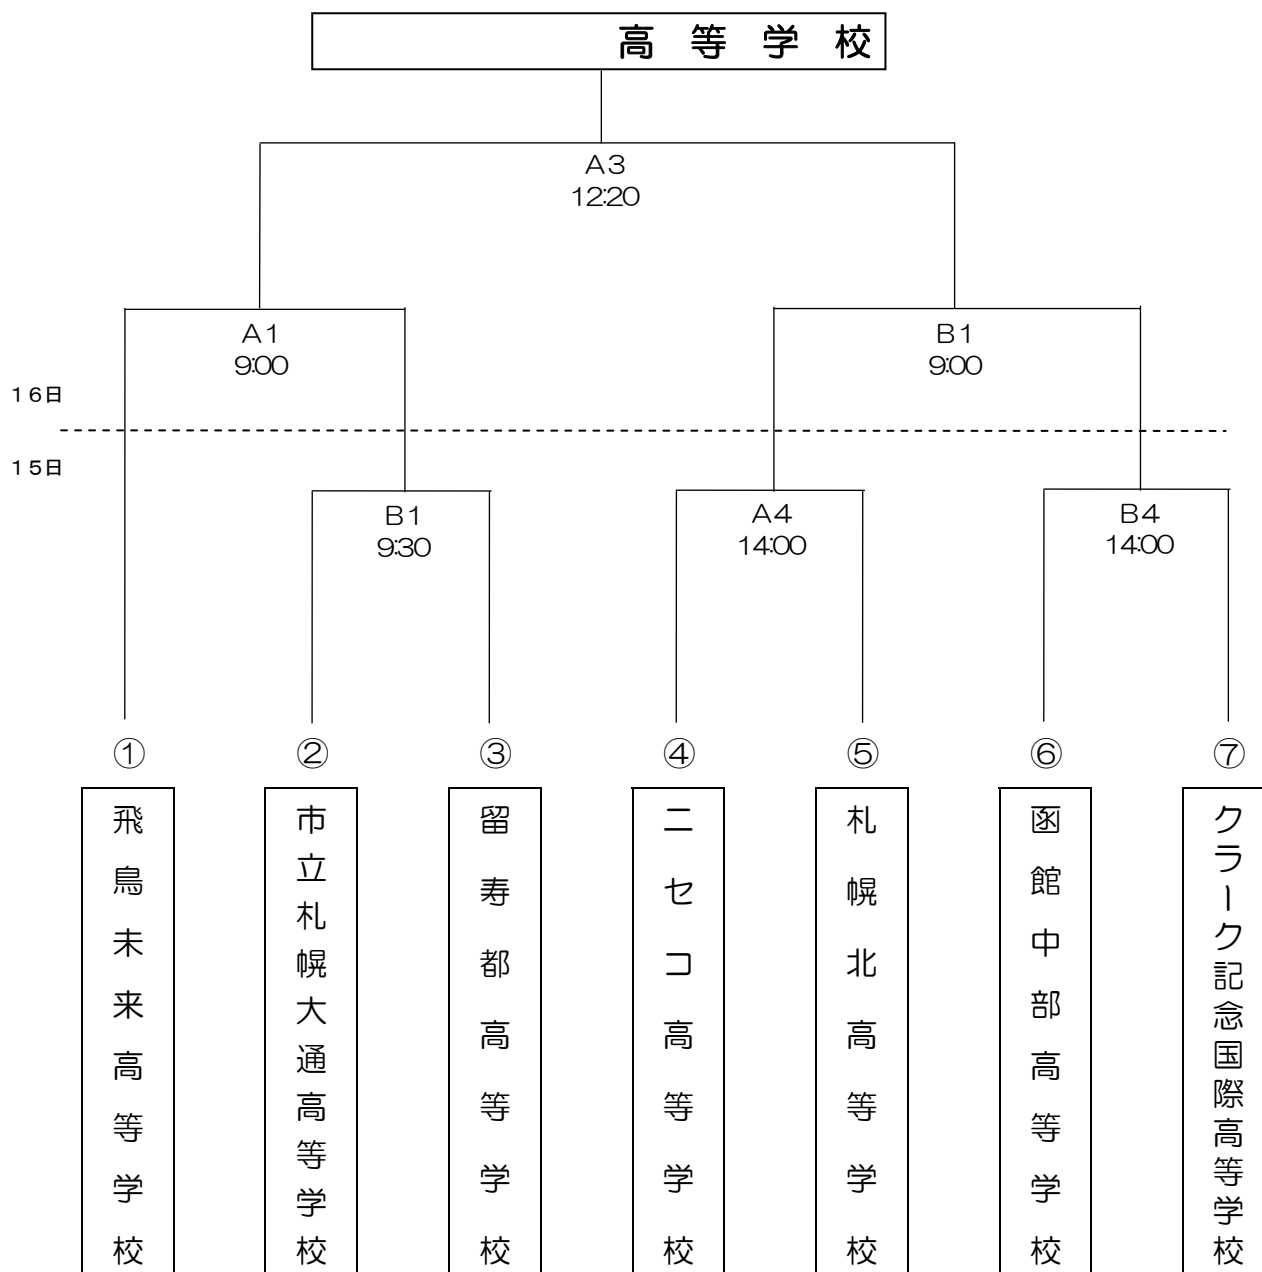 高等学校
A3
12:20
A1
9:00
B1
9:00
16日
15日
B1
9:30
A4
14:00
B4
14:00
①
②
③
④
⑤
⑥
⑦
飛鳥未来高等学校
市立札幌大通高等学校
留寿都高等学校
ニセコ高等学校
札幌北高等学校
函館中部高等学校
クラーク記念国際高等学校